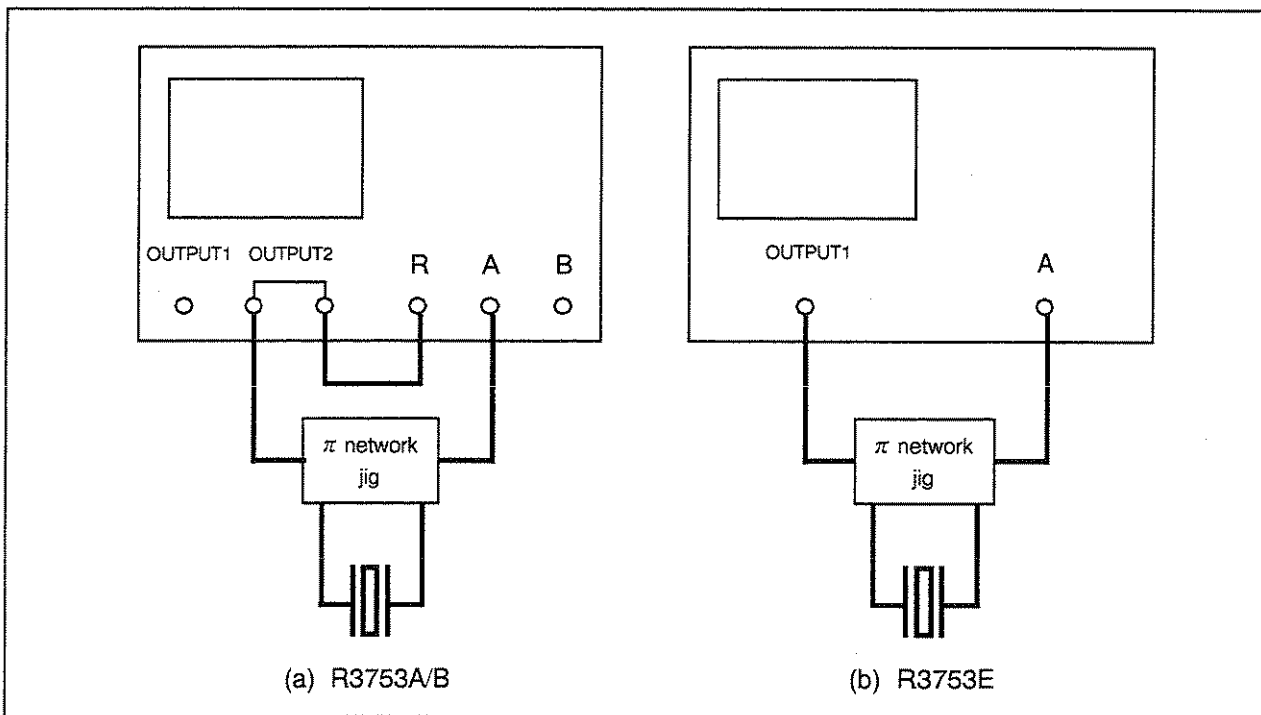 OUTPUT1 OUTPUT2 R A B
π network
jig
(a) R3753A/B
OUTPUT1 A
π network
jig
(b) R3753E